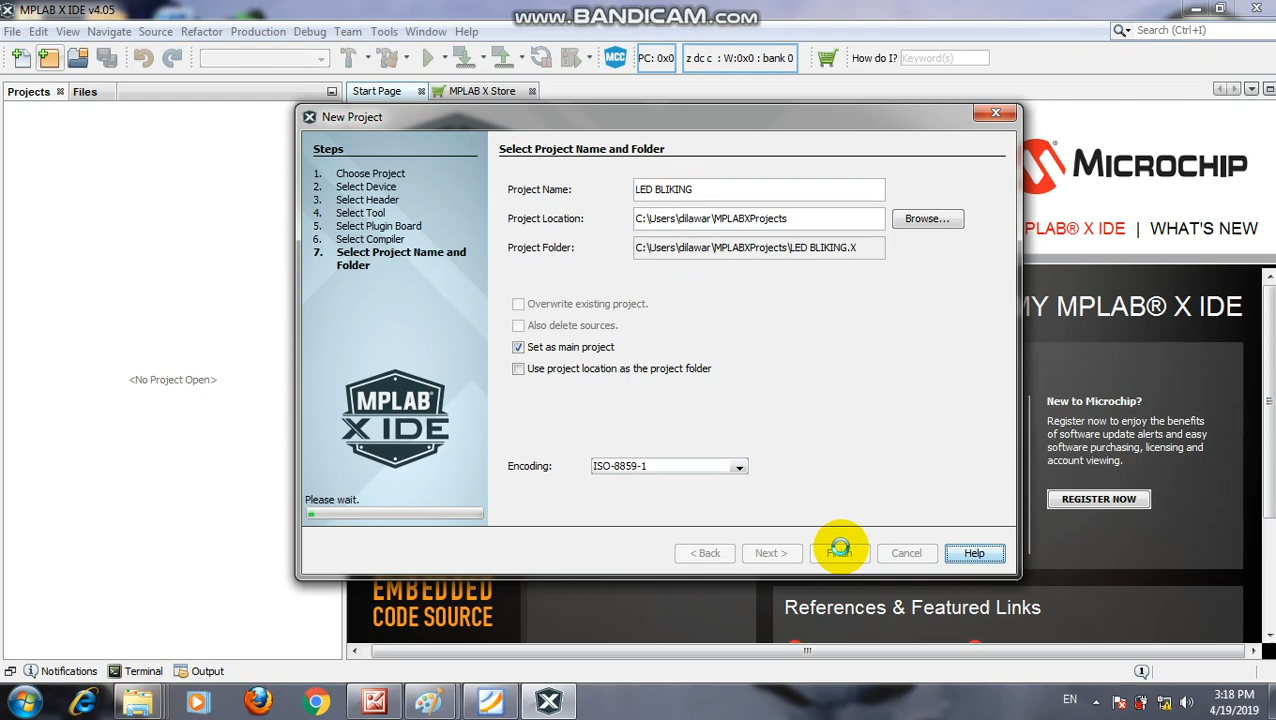 MPLAB X IDE v4.05
www.BANDICAM.com
File Edit View Navigate Source Refactor Production Debug Team Tools Window Help
Search (Ctrl+I)
MCC
PC: 0x0
z dc c : W:0x0 : bank 0
How do I?
Keyword(s)
Projects
Files
Start Page
MPLAB X Store
New Project
Steps
1. Choose Project
2. Select Device
3. Select Header
4. Select Tool
5. Select Plugin Board
6. Select Compiler
7. Select Project Name and
Folder
MPLAB
X IDE
Please wait.
Select Project Name and Folder
Project Name: LED BLIKING
Project Location: C:\Users\dilawar\MPLABXProjects Browse...
Project Folder: C:\Users\dilawar\MPLABXProjects\LED BLIKING.X
Overwrite existing project.
Also delete sources.
Set as main project
Use project location as the project folder
Encoding: ISO-8859-1
< Back Next > Finish Cancel Help
<No Project Open>
MICROCHIP
PLAB® X IDE | WHAT'S NEW
MY MPLAB® X IDE
New to Microchip?
Register now to enjoy the benefits
of software update alerts and easy
software purchasing, licensing and
account viewing.
REGISTER NOW
EMBEDDED
CODE SOURCE
References & Featured Links
Notifications Terminal Output
1
EN
3:18 PM
4/19/2019